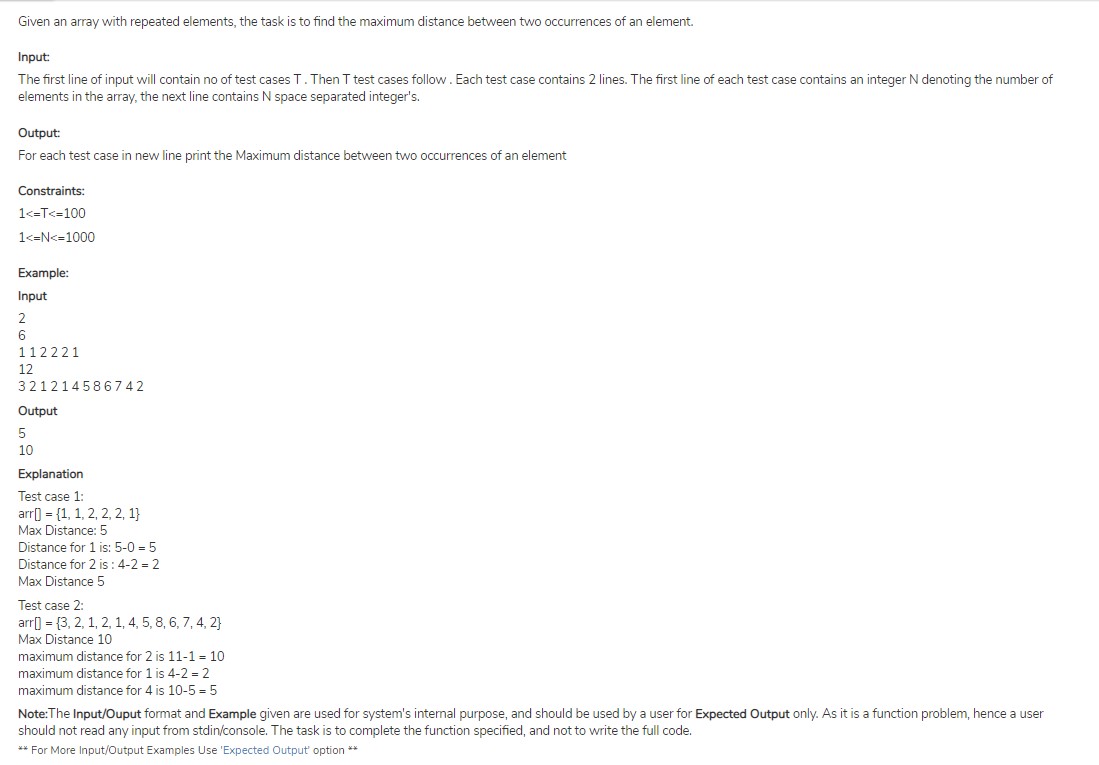 Given an array with repeated elements, the task is to find the maximum distance between two occurrences of an element.
Input:
The first line of input will contain no of test cases T . Then T test cases follow . Each test case contains 2 lines. The first line of each test case contains an integer N denoting the number of
elements in the array, the next line contains N space separated integer's.
Output:
For each test case in new line print the Maximum distance between two occurrences of an element
Constraints:
1<=T<=100
1<=N<=1000
Example:
Input
2
6
1 1 2 2 2 1
12
3 2 1 2 1 4 5 8 6 7 4 2
Output
5
10
Explanation
Test case 1:
arr[] = {1, 1, 2, 2, 2, 1}
Max Distance: 5
Distance for 1 is: 5-0 = 5
Distance for 2 is : 4-2 = 2
Max Distance 5
Test case 2:
arr[] = {3, 2, 1, 2, 1, 4, 5, 8, 6, 7, 4, 2}
Max Distance 10
maximum distance for 2 is 11-1 = 10
maximum distance for 1 is 4-2 = 2
maximum distance for 4 is 10-5 = 5
Note:The Input/Ouput format and Example given are used for system's internal purpose, and should be used by a user for Expected Output only. As it is a function problem, hence a user
should not read any input from stdin/console. The task is to complete the function specified, and not to write the full code.
** For More Input/Output Examples Use 'Expected Output' option **